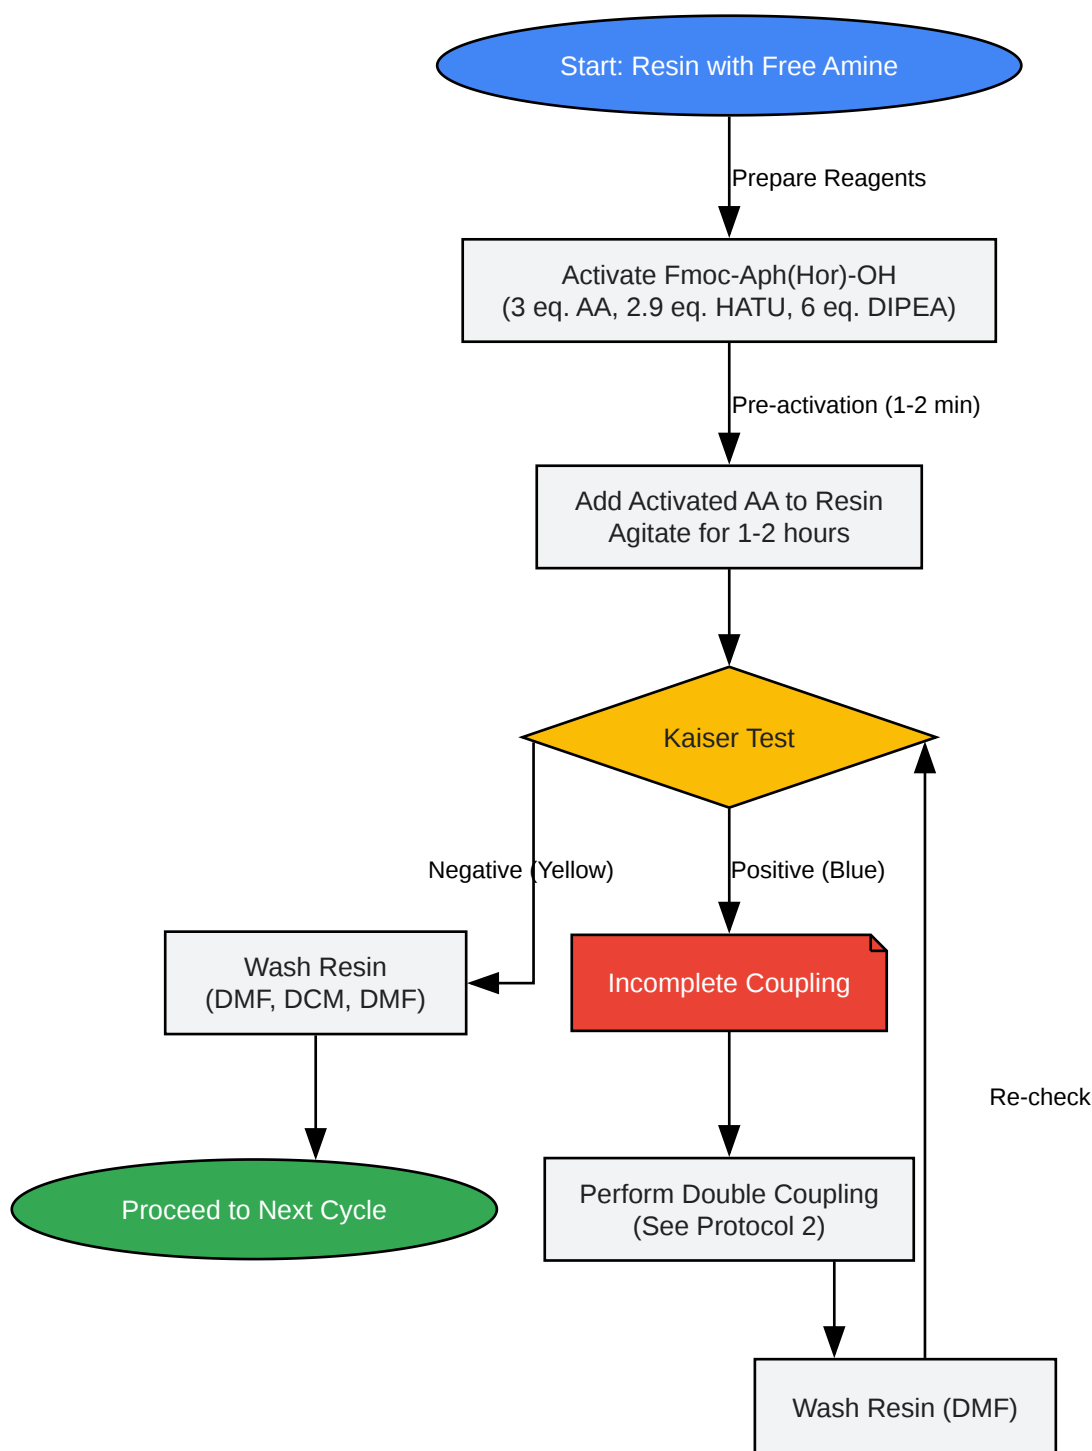 Start: Resin with Free Amine
Prepare Reagents
Activate Fmoc-Aph(Hor)-OH
(3 eq. AA, 2.9 eq. HATU, 6 eq. DIPEA)
Pre-activation (1-2 min)
Add Activated AA to Resin
Agitate for 1-2 hours
Kaiser Test
Negative (Yellow)
Positive (Blue)
Wash Resin
(DMF, DCM, DMF)
Incomplete Coupling
Re-check
Proceed to Next Cycle
Perform Double Coupling
(See Protocol 2)
Wash Resin (DMF)